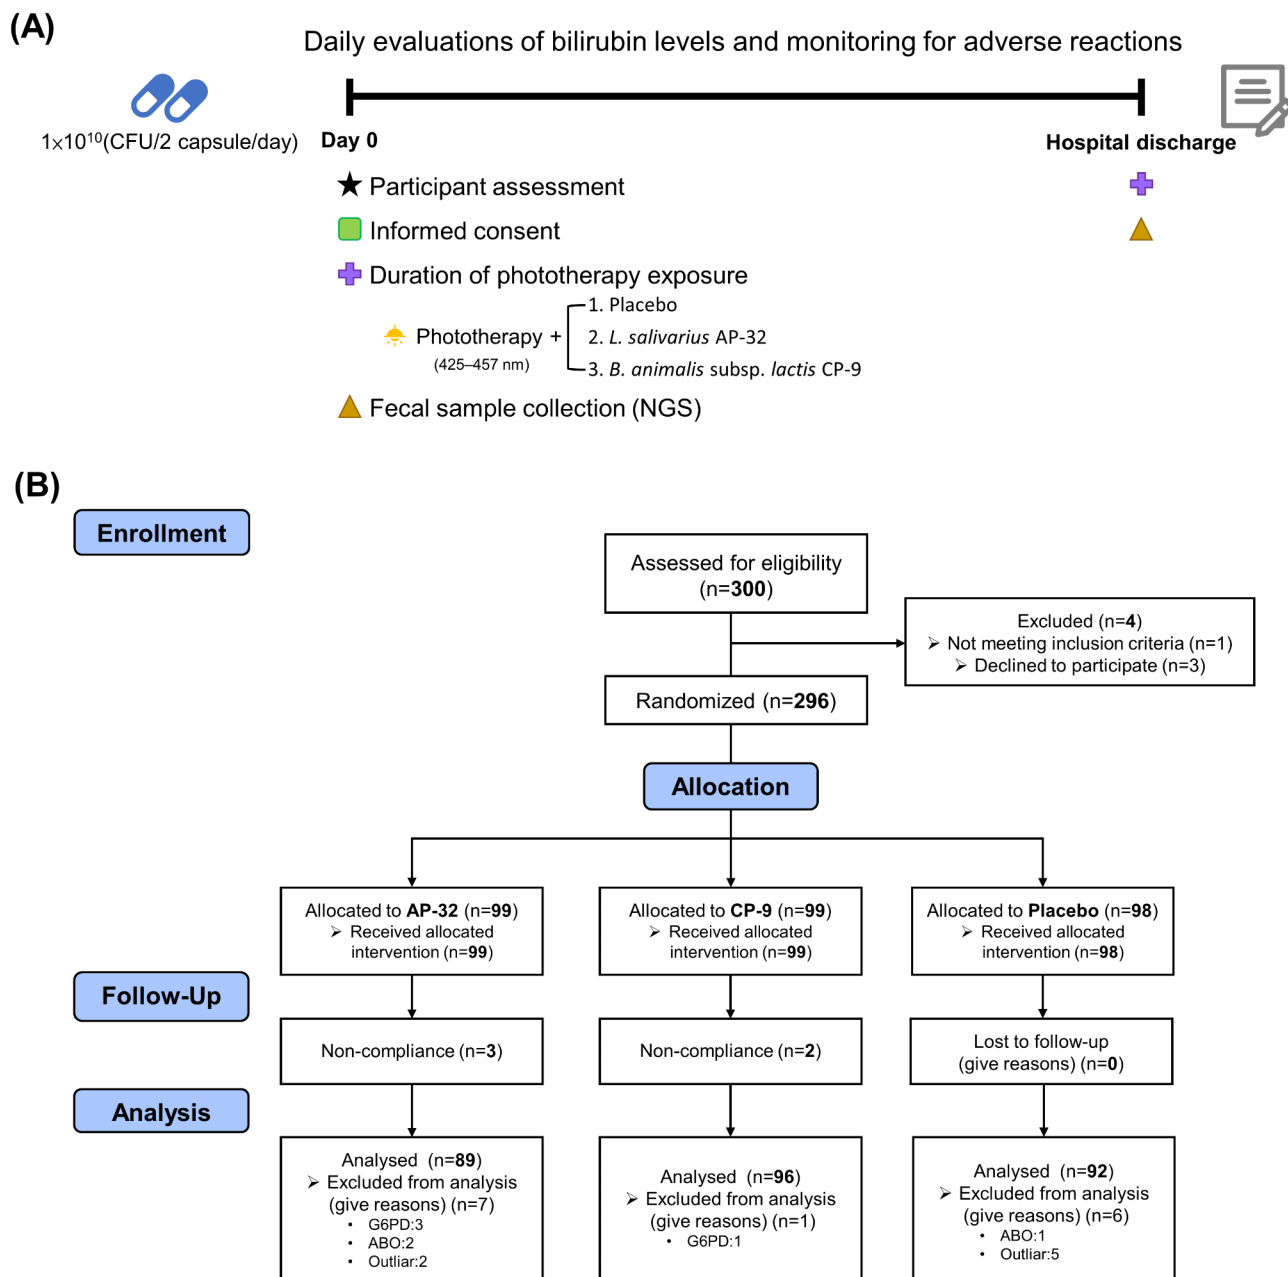 (A)
Daily evaluations of bilirubin levels and monitoring for adverse reactions
1×10¹⁰(CFU/2 capsule/day)
Day 0
Hospital discharge
Participant assessment
Informed consent
Duration of phototherapy exposure
Phototherapy +
(425–457 nm)
1. Placebo
2. L. salivarius AP-32
3. B. animalis subsp. lactis CP-9
Fecal sample collection (NGS)
(B)
Enrollment
Assessed for eligibility
(n=300)
Excluded (n=4)
➢ Not meeting inclusion criteria (n=1)
➢ Declined to participate (n=3)
Randomized (n=296)
Allocation
Allocated to AP-32 (n=99)
➢ Received allocated
intervention (n=99)
Allocated to CP-9 (n=99)
➢ Received allocated
intervention (n=99)
Allocated to Placebo (n=98)
➢ Received allocated
intervention (n=98)
Follow-Up
Non-compliance (n=3)
Non-compliance (n=2)
Lost to follow-up
(give reasons) (n=0)
Analysis
Analysed (n=89)
➢ Excluded from analysis
(give reasons) (n=7)
• G6PD:3
• ABO:2
• Outliar:2
Analysed (n=96)
➢ Excluded from analysis
(give reasons) (n=1)
• G6PD:1
Analysed (n=92)
➢ Excluded from analysis
(give reasons) (n=6)
• ABO:1
• Outliar:5